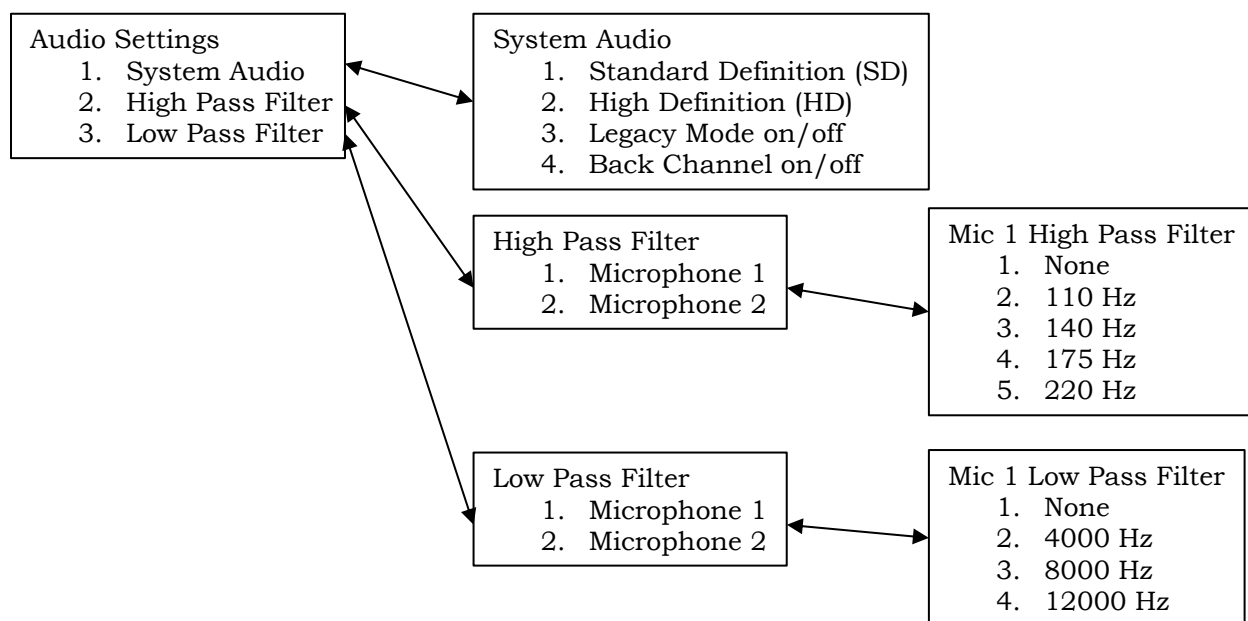 Audio Settings
1. System Audio
2. High Pass Filter
3. Low Pass Filter
System Audio
1. Standard Definition (SD)
2. High Definition (HD)
3. Legacy Mode on/off
4. Back Channel on/off
High Pass Filter
1. Microphone 1
2. Microphone 2
Mic 1 High Pass Filter
1. None
2. 110 Hz
3. 140 Hz
4. 175 Hz
5. 220 Hz
Low Pass Filter
1. Microphone 1
2. Microphone 2
Mic 1 Low Pass Filter
1. None
2. 4000 Hz
3. 8000 Hz
4. 12000 Hz